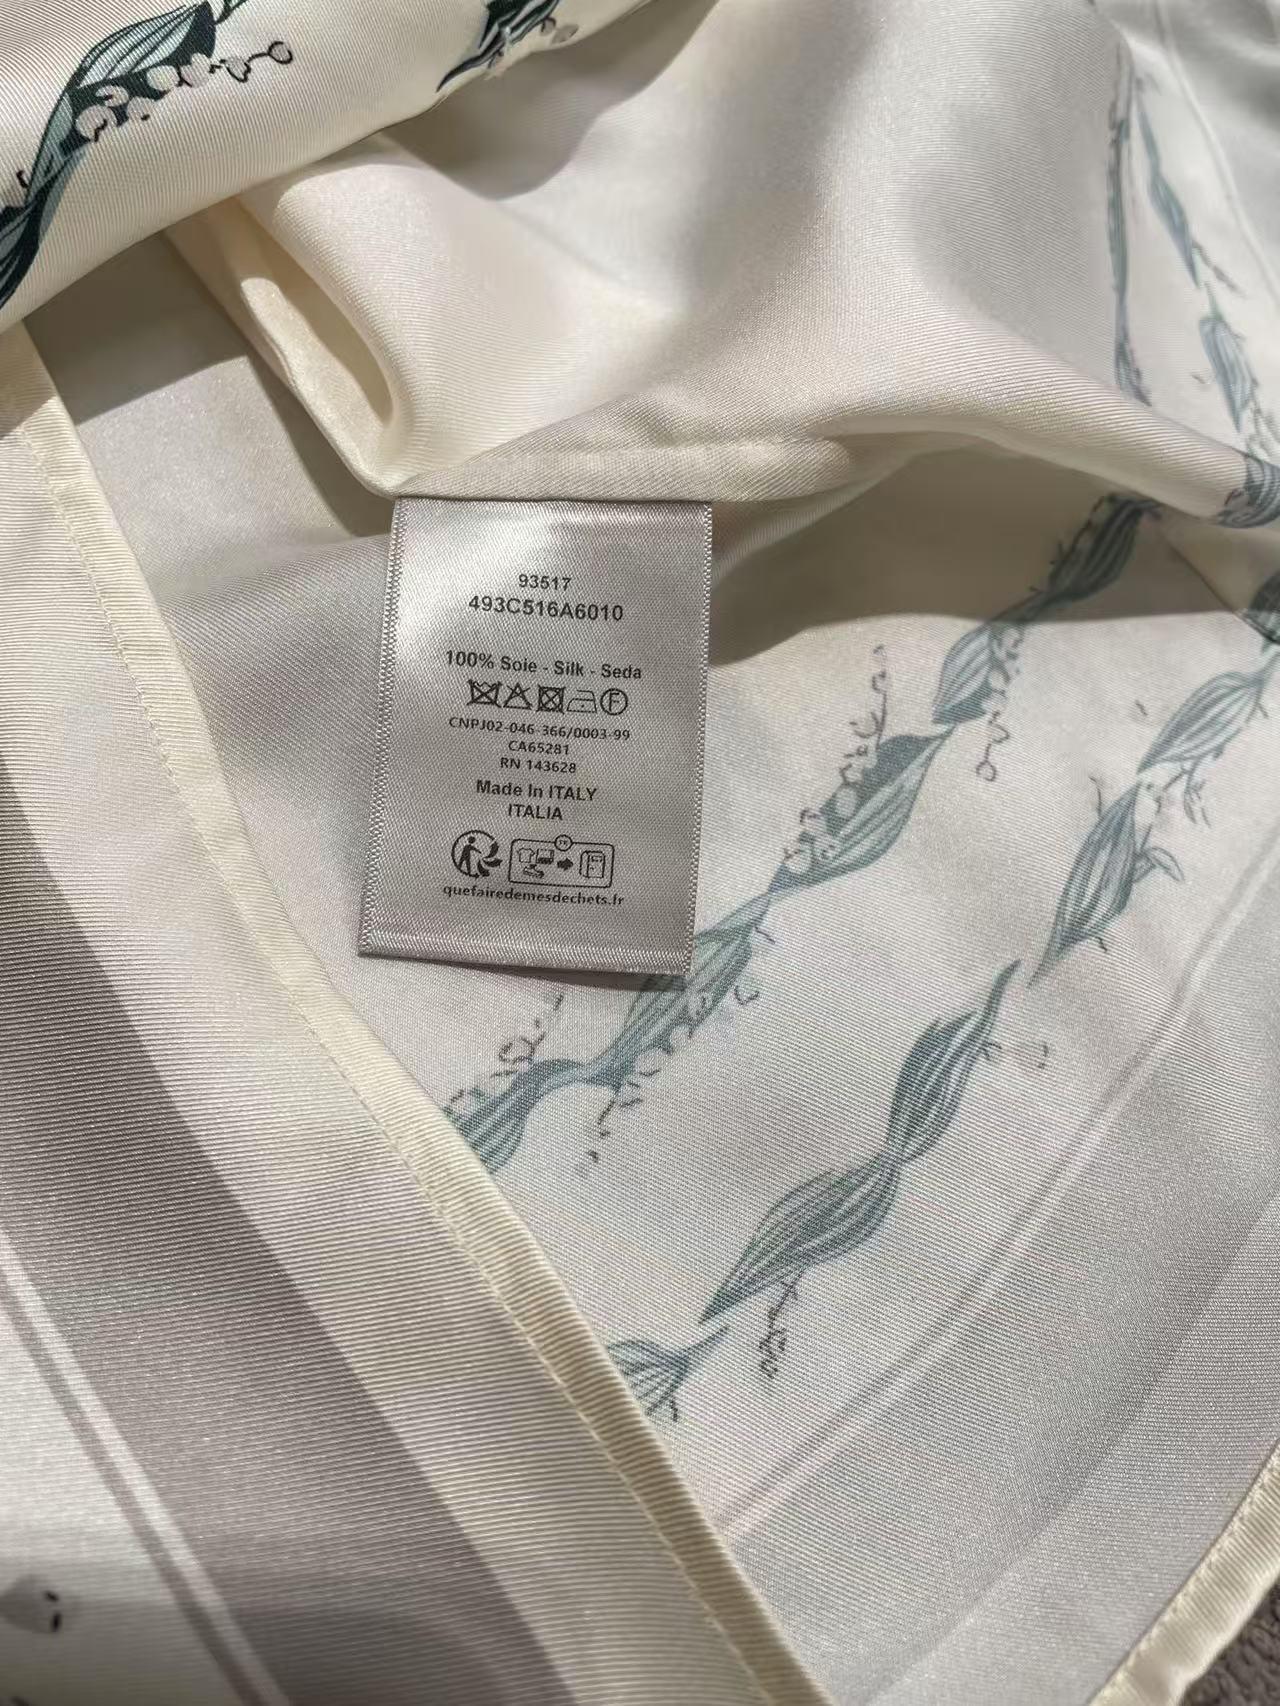 93517
493C516A6010
100% Soie - Silk - Seda
F
CNPJ02-046-366/0003-99
CA65281
RN 143628
Made In ITALY
ITALIA
FR
quefairedemesdechets.fr